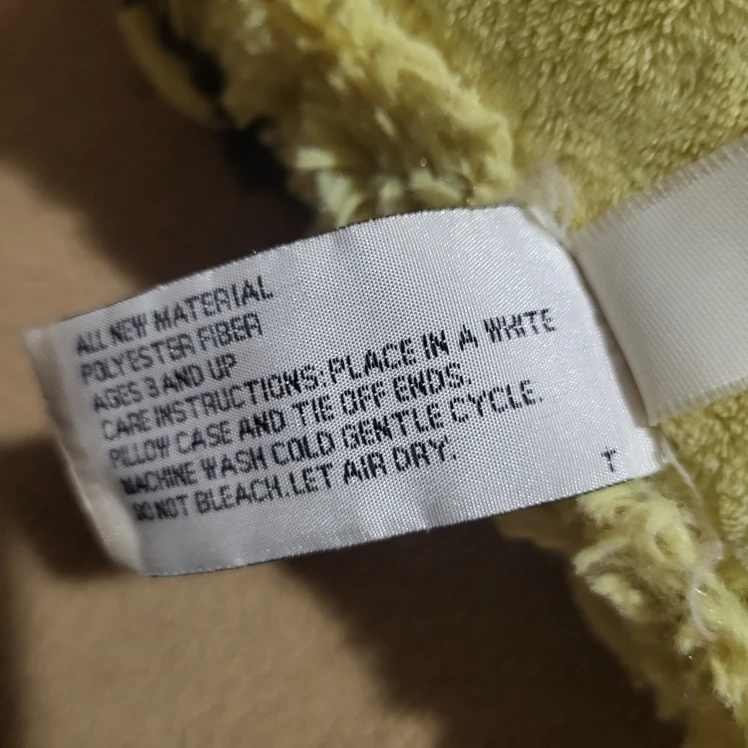 ALL NEW MATERIAL
POLYESTER FIBER
AGES 3 AND UP
CARE INSTRUCTIONS: PLACE IN A WHITE
PILLOW CASE AND TIE OFF ENDS.
MACHINE WASH COLD GENTLE CYCLE.
DO NOT BLEACH. LET AIR DRY.
T